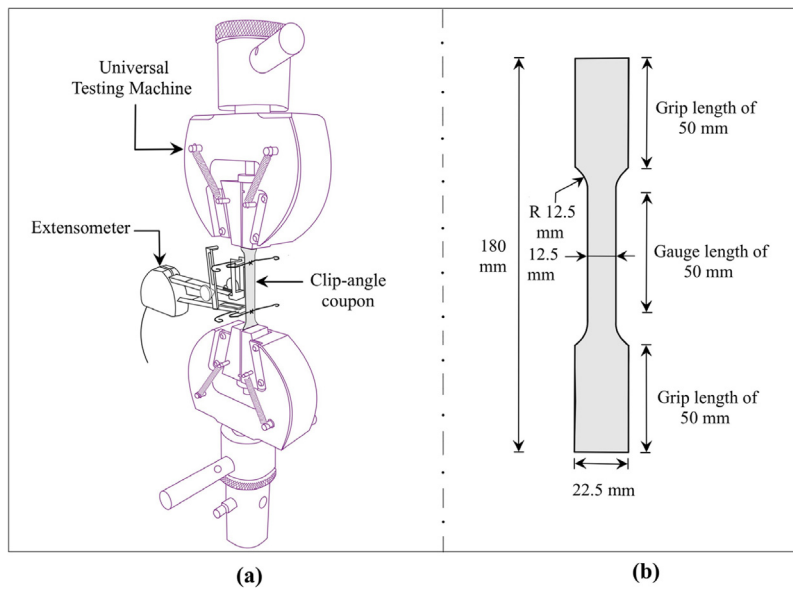 Universal
Testing Machine
Extensometer
Clip-angle
coupon
(a)
Grip length of
50 mm
R 12.5
mm
180
mm
12.5
mm
Gauge length of
50 mm
Grip length of
50 mm
22.5 mm
(b)